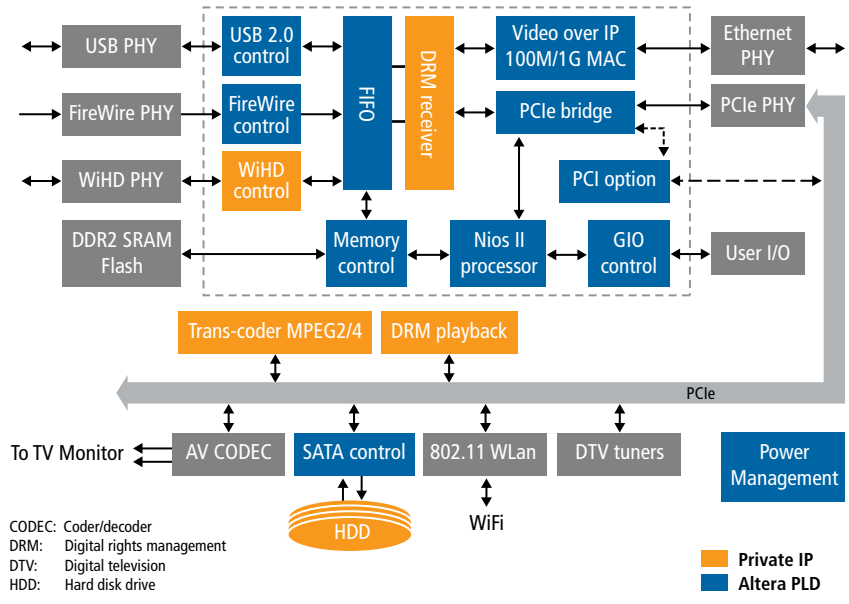 USB PHY
USB 2.0
control
FIFO
DRM receiver
Video over IP
100M/1G MAC
Ethernet
PHY
FireWire PHY
FireWire
control
PCIe bridge
PCIe PHY
WiHD PHY
WiHD
control
PCI option
DDR2 SRAM
Flash
Memory
control
Nios II
processor
GIO
control
User I/O
Trans-coder MPEG2/4
DRM playback
PCIe
To TV Monitor
AV CODEC
SATA control
802.11 WLan
DTV tuners
Power
Management
HDD
WiFi
CODEC: Coder/decoder
DRM: Digital rights management
DTV: Digital television
HDD: Hard disk drive
Private IP
Altera PLD